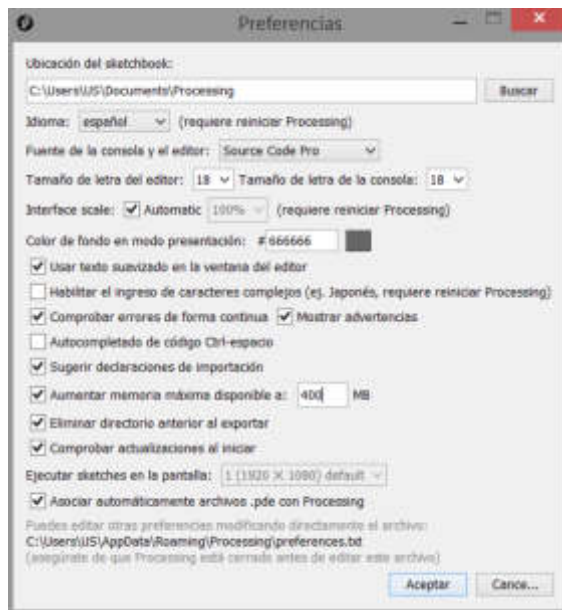 Preferencias
Ubicación del sketchbook:
C:\Users\US\Documents\Processing Buscar
Idioma: español (requiere reiniciar Processing)
Fuente de la consola y el editor: Source Code Pro
Tamaño de letra del editor: 18 Tamaño de letra de la consola: 18
Interface scale: Automatic 100% (requiere reiniciar Processing)
Color de fondo en modo presentación: # 666666
Usar texto suavizado en la ventana del editor
Habilitar el ingreso de caracteres complejos (ej. Japonés, requiere reiniciar Processing)
Comprobar errores de forma continua Mostrar advertencias
Autocompletado de código Ctrl-espacio
Sugerir declaraciones de importación
Aumentar memoria máxima disponible a: 400 MB
Eliminar directorio anterior al exportar
Comprobar actualizaciones al iniciar
Ejecutar sketches en la pantalla: 1 (1920 X 1080) default
Asociar automáticamente archivos .pde con Processing
Puedes editar otras preferencias modificando directamente el archivo:
C:\Users\US\AppData\Roaming\Processing\preferences.txt
(asegúrate de que Processing está cerrado antes de editar este archivo)
Aceptar Cance...